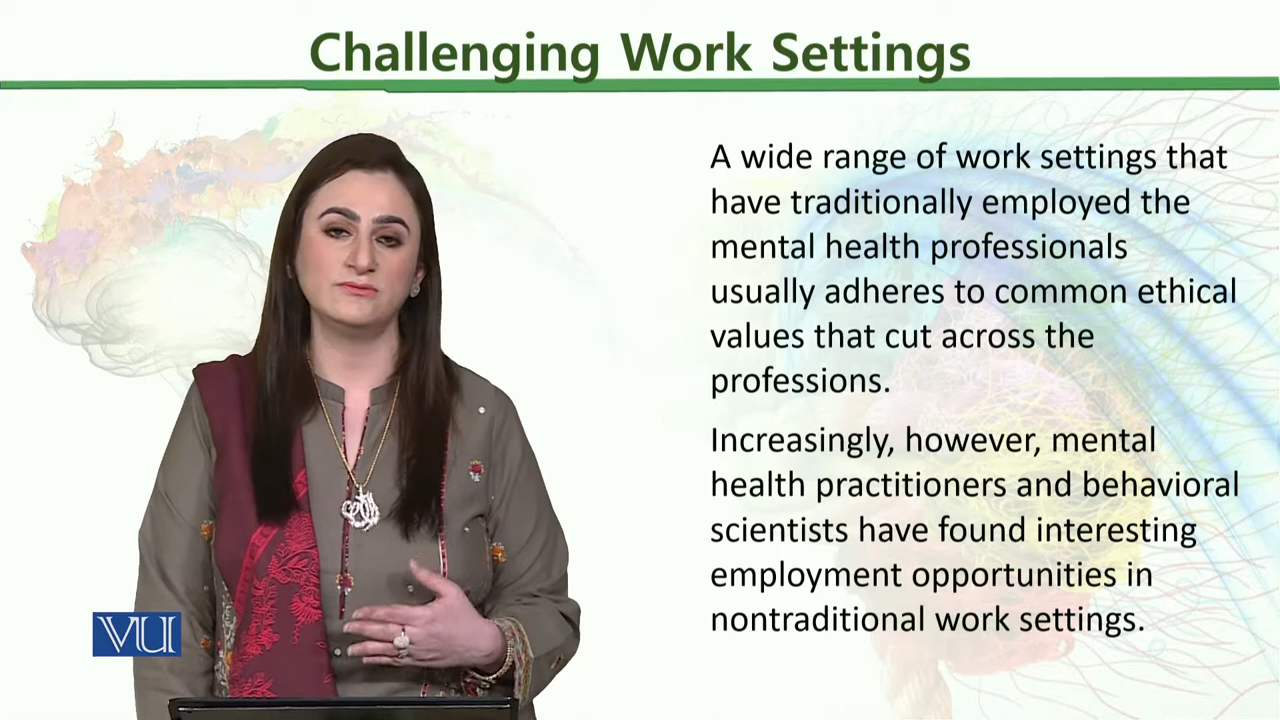 Challenging Work Settings
A wide range of work settings that
have traditionally employed the
mental health professionals
usually adheres to common ethical
values that cut across the
professions.
Increasingly, however, mental
health practitioners and behavioral
scientists have found interesting
employment opportunities in
nontraditional work settings.
VU